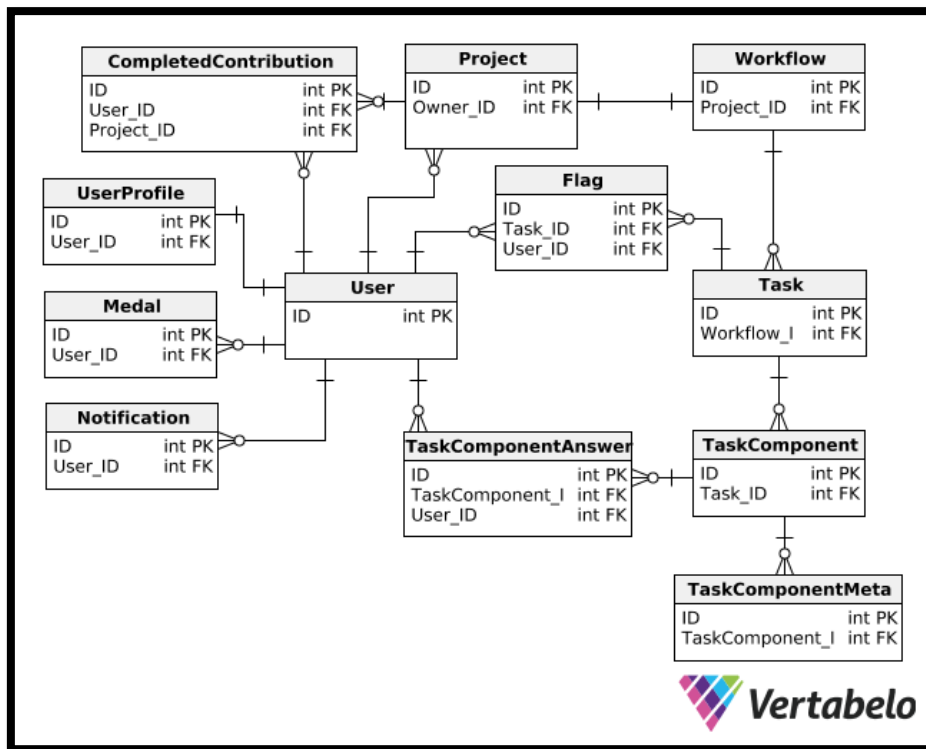 CompletedContribution
ID int PK
User_ID int FK
Project_ID int FK
Project
ID int PK
Owner_ID int FK
Workflow
ID int PK
Project_ID int FK
UserProfile
ID int PK
User_ID int FK
Flag
ID int PK
Task_ID int FK
User_ID int FK
User
ID int PK
Task
ID int PK
Workflow_I int FK
Medal
ID int PK
User_ID int FK
Notification
ID int PK
User_ID int FK
TaskComponentAnswer
ID int PK
TaskComponent_I int FK
User_ID int FK
TaskComponent
ID int PK
Task_ID int FK
TaskComponentMeta
ID int PK
TaskComponent_I int FK
Vertabelo